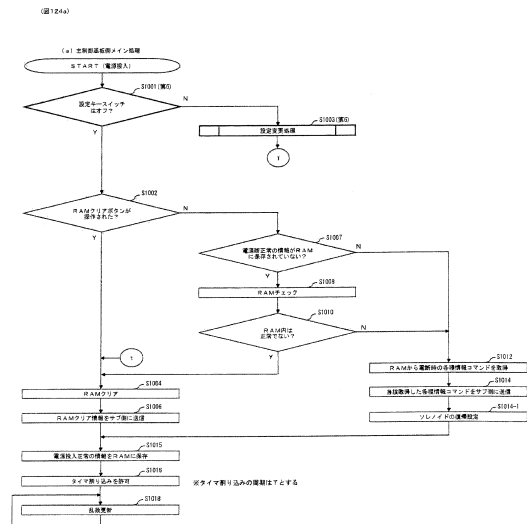 (図124a)
(a) 主制御基板側メイン処理
START (電源投入)
S1001(第6)
設定キースイッチ
はオフ?
N
Y
S1003(第6)
設定変更処理
1
S1002
RAMクリアボタンが
操作された?
N
Y
S1007
電源断正常の情報がRAM
に保存されていない?
N
Y
S1009
RAMチェック
S1010
RAM内は
正常でない?
N
Y
1
S1012
RAMから電断時の各種情報コマンドを取得
S1004
RAMクリア
S1014
当該取得した各種情報コマンドをサブ側に送信
S1006
RAMクリア情報をサブ側に送信
S1014-1
ソレノイドの復帰設定
S1015
電源投入正常の情報をRAMに保存
S1016
タイマ割り込みを許可
※タイマ割り込みの周期はTとする
S1018
乱数更新